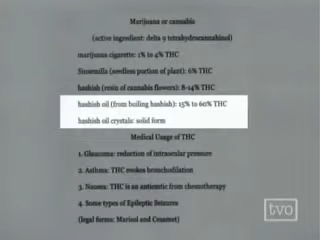 Marijuana or cannabis
(active ingredient: delta 9 tetrahydrocannabinol)
marijuana cigarette: 1% to 4% THC
Sinsemilla (seedless portion of plant): 6% THC
hashish (resin of cannabis flowers): 8-14% THC
hashish oil (from boiling hashish): 15% to 60% THC
hashish oil crystals: solid form
Medical Usage of THC
1. Glaucoma: reduction of intraocular pressure
2. Asthma: THC evokes bronchodilation
3. Nausea: THC is an antiemetic from chemotherapy
4. Some types of Epileptic Seizures
(legal forms: Marinol and Cesamet)
tvo